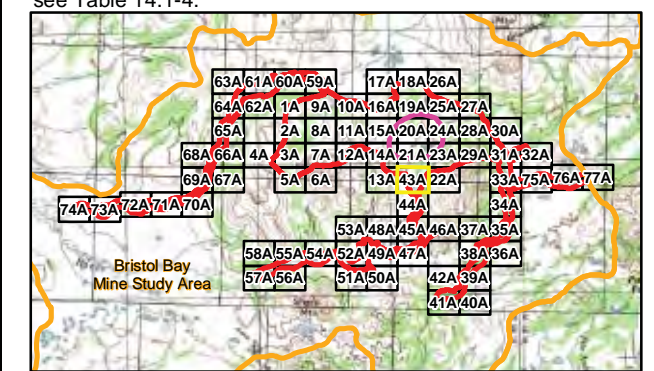 see Table 14.1-4.
63A 61A 60A 59A 17A 18A 26A
64A 62A 1A 9A 10A 16A 19A 25A 27A
65A 2A 8A 11A 15A 20A 24A 28A 30A
68A 66A 4A 3A 7A 12A 14A 21A 23A 29A 31A 32A
69A 67A 5A 6A 13A 43A 22A 33A 75A 76A 77A
74A 73A 72A 71A 70A 44A 34A
53A 48A 45A 46A 37A 35A
58A 55A 54A 52A 49A 47A 38A 36A
57A 56A 51A 50A 42A 39A
41A 40A
Bristol Bay
Mine Study Area